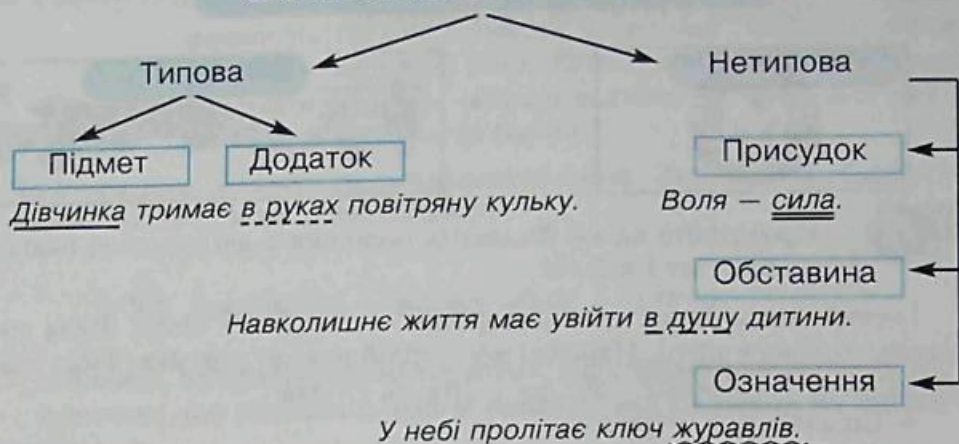 Типова
Нетипова
Підмет
Додаток
Присудок
Дівчинка тримає в руках повітряну кульку.
Воля – сила.
Обставина
Навколишнє життя має увійти в душу дитини.
Означення
У небі пролітає ключ журавлів.